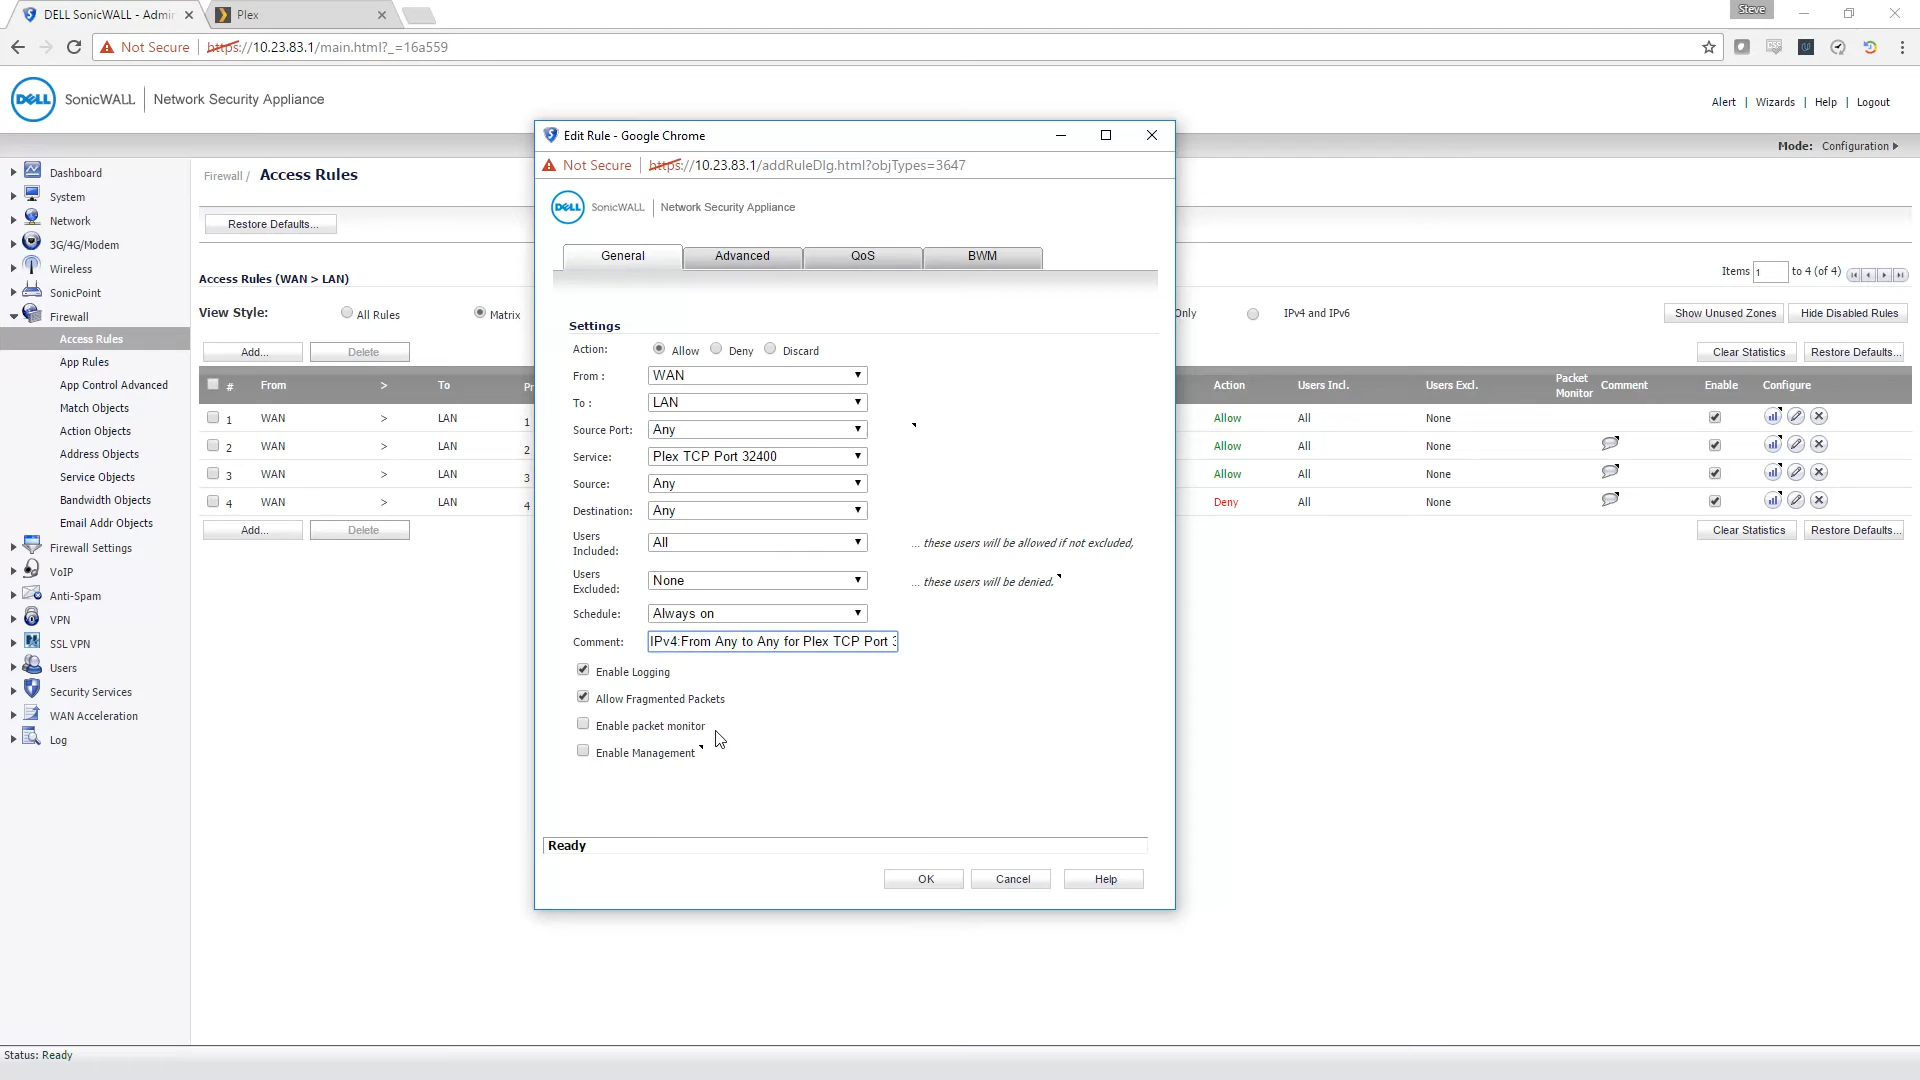 DELL SonicWALL - Admir
Plex
Steve
Not Secure
https://10.23.83.1/main.html?_=16a559
DELL SonicWALL Network Security Appliance
Alert | Wizards | Help | Logout
Mode: Configuration
Dashboard
System
Network
3G/4G/Modem
Wireless
SonicPoint
Firewall
Access Rules
App Rules
App Control Advanced
Match Objects
Action Objects
Address Objects
Service Objects
Bandwidth Objects
Email Addr Objects
Firewall Settings
VoIP
Anti-Spam
VPN
SSL VPN
Users
Security Services
WAN Acceleration
Log
Firewall / Access Rules
Restore Defaults...
Access Rules (WAN > LAN)
Items 1 to 4 (of 4)
View Style: All Rules Matrix
Only IPv4 and IPv6
Show Unused Zones Hide Disabled Rules
Add... Delete
Clear Statistics Restore Defaults...
# From > To Pr Action Users Incl. Users Excl. Packet Monitor Comment Enable Configure
1 WAN > LAN 1 Allow All None
2 WAN > LAN 2 Allow All None
3 WAN > LAN 3 Allow All None
4 WAN > LAN 4 Deny All None
Add... Delete
Clear Statistics Restore Defaults...
Edit Rule - Google Chrome
Not Secure
https://10.23.83.1/addRuleDlg.html?objTypes=3647
DELL SonicWALL Network Security Appliance
General Advanced QoS BWM
Settings
Action: Allow Deny Discard
From : WAN
To : LAN
Source Port: Any
Service: Plex TCP Port 32400
Source: Any
Destination: Any
Users Included: All ... these users will be allowed if not excluded,
Users Excluded: None ... these users will be denied.
Schedule: Always on
Comment: IPv4:From Any to Any for Plex TCP Port
Enable Logging
Allow Fragmented Packets
Enable packet monitor
Enable Management
Ready
OK Cancel Help
Status: Ready